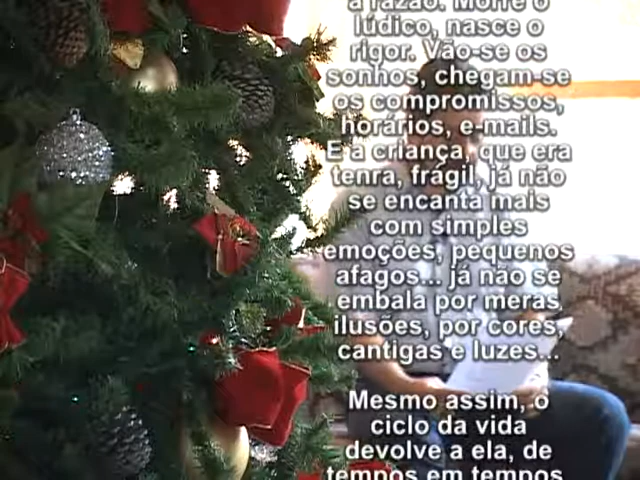 a razão. Morre o
lúdico, nasce o
rigor. Vão-se os
sonhos, chegam-se
os compromissos,
horários, e-mails.
E a criança, que era
tenra, frágil, já não
se encanta mais
com simples
emoções, pequenos
afagos... já não se
embala por meras
ilusões, por cores,
cantigas e luzes...
Mesmo assim, o
ciclo da vida
devolve a ela, de
tempos em tempos